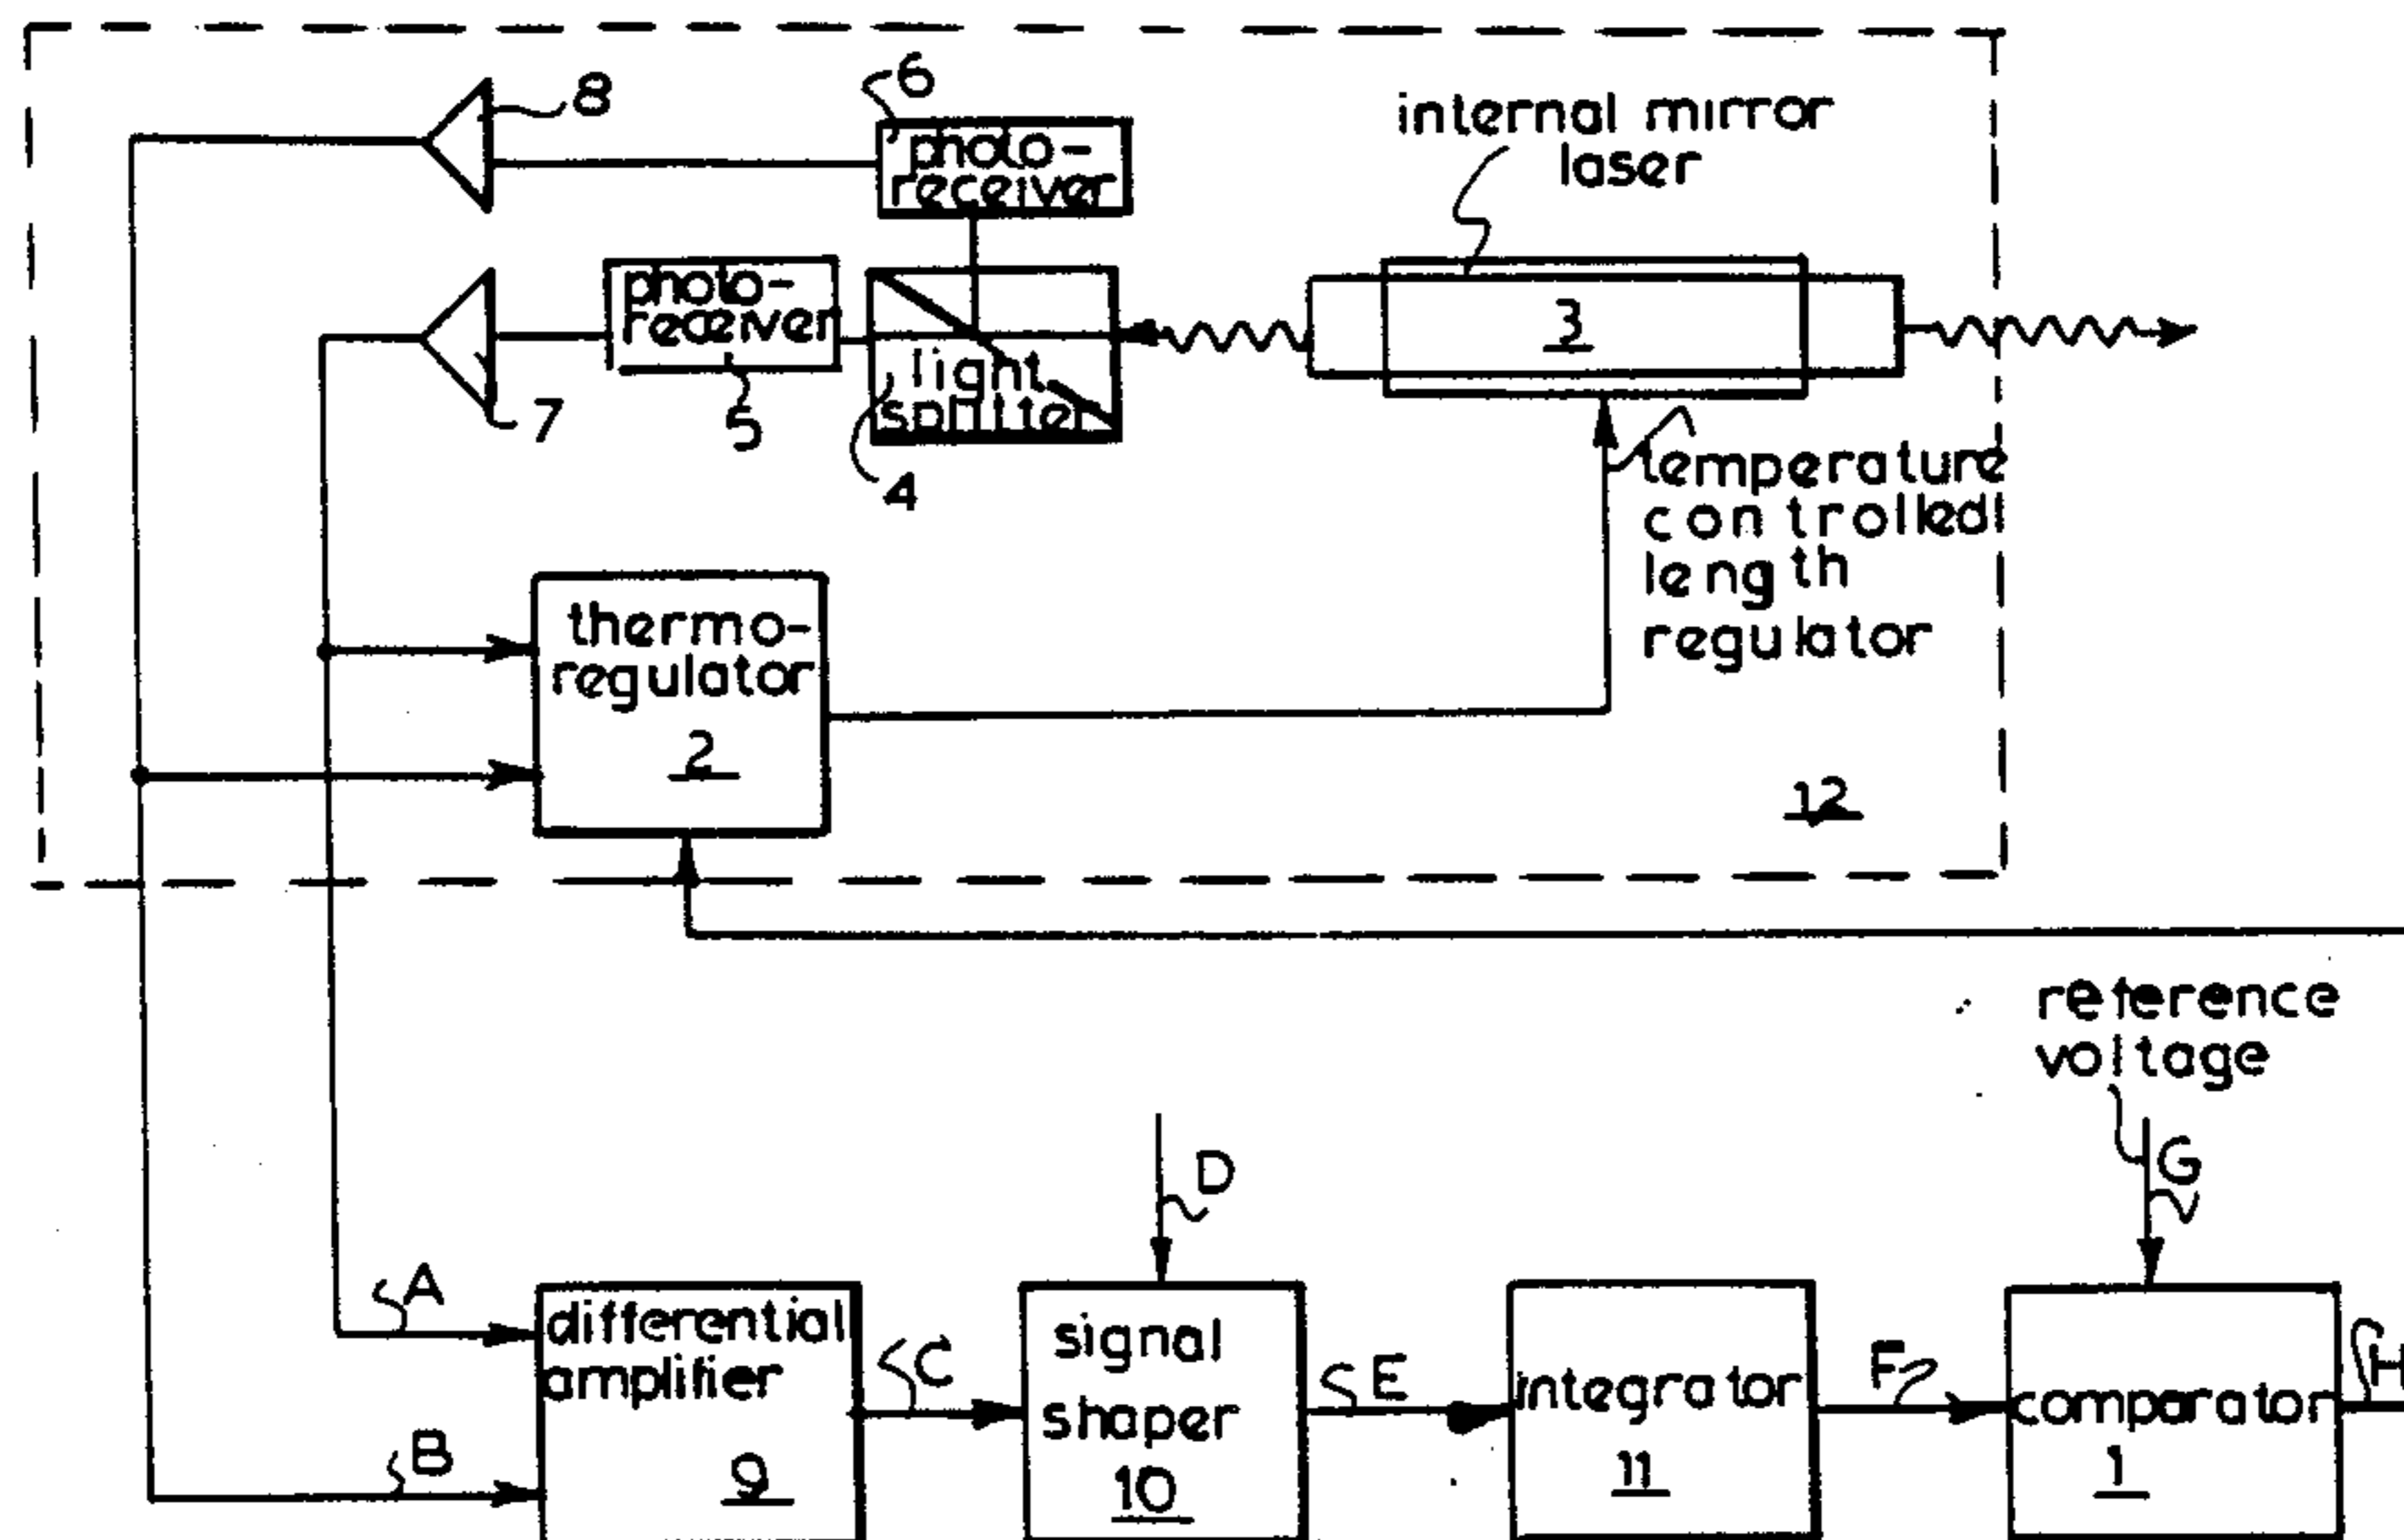 8
6
photo-
receiver
internal mirror
laser
photo-
receiver
3
light
splitter
7
5
4
temperature
controlled
length
regulator
thermo-
regulator
2
12
reference
voltage
D
G
A
differential
amplifier
signal
shaper
C
E
integrator
F
comparator
H
B
9
10
11
1